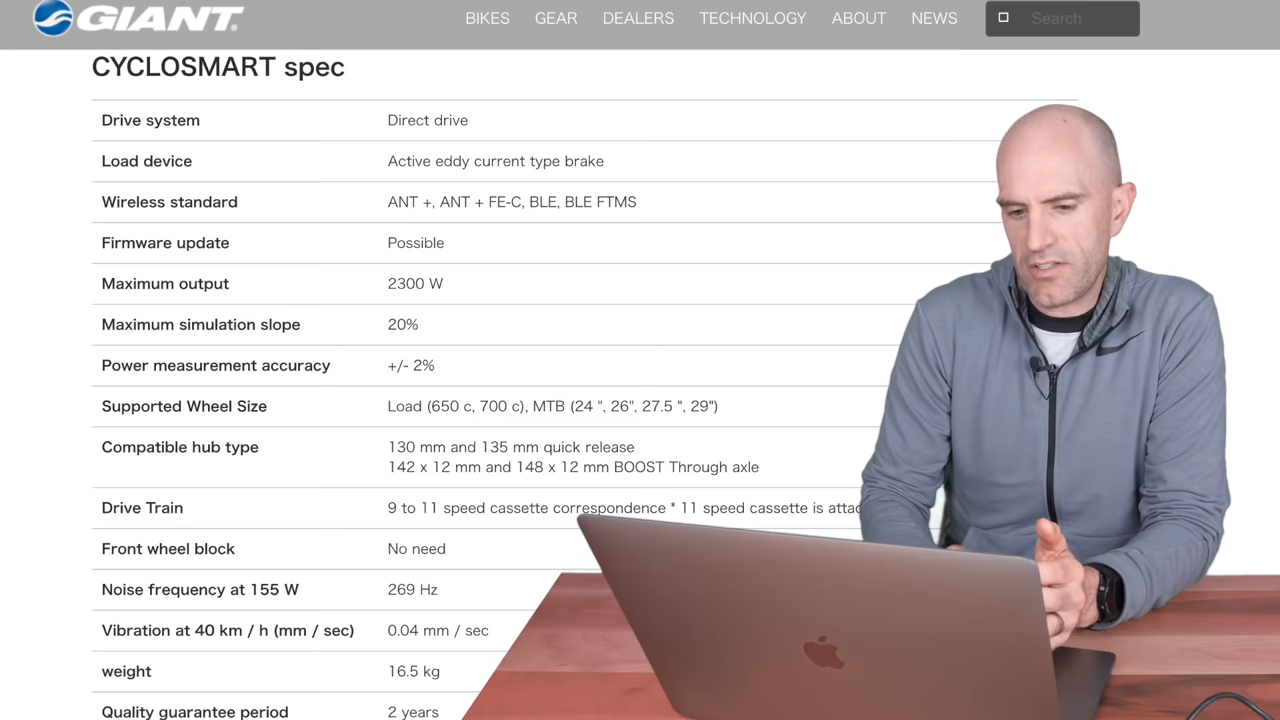 GIANT
BIKES GEAR DEALERS TECHNOLOGY ABOUT NEWS Search
CYCLOSMART spec
Drive system Direct drive
Load device Active eddy current type brake
Wireless standard ANT +, ANT + FE-C, BLE, BLE FTMS
Firmware update Possible
Maximum output 2300 W
Maximum simulation slope 20%
Power measurement accuracy +/- 2%
Supported Wheel Size Load (650 c, 700 c), MTB (24 ", 26", 27.5 ", 29")
Compatible hub type 130 mm and 135 mm quick release
142 x 12 mm and 148 x 12 mm BOOST Through axle
Drive Train 9 to 11 speed cassette correspondence * 11 speed cassette is
Front wheel block No need
Noise frequency at 155 W 269 Hz
Vibration at 40 km / h (mm / sec) 0.04 mm / sec
weight 16.5 kg
Quality guarantee period 2 years